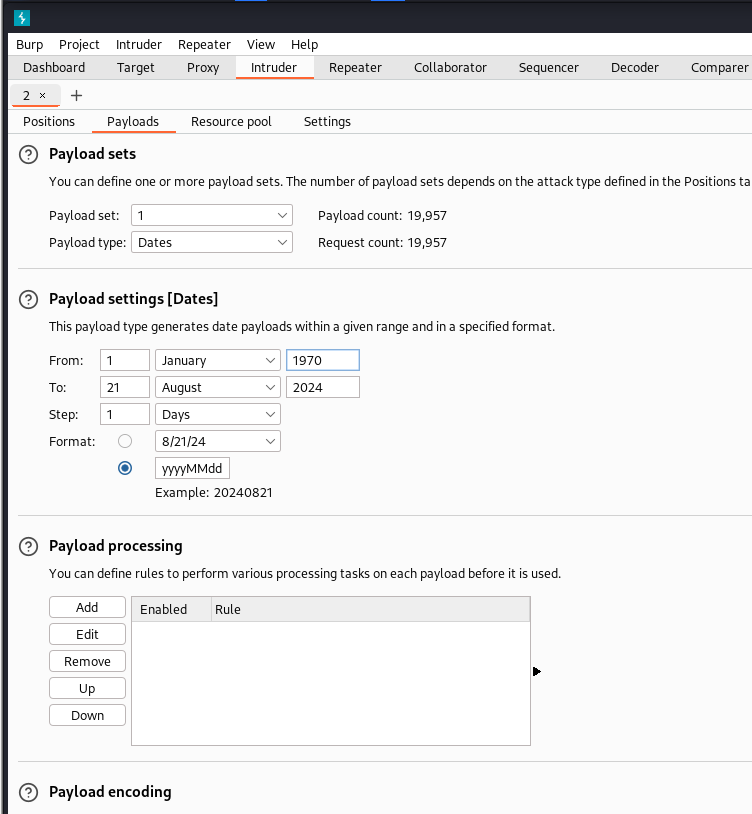 Burp Project Intruder Repeater View Help
Dashboard Target Proxy Intruder Repeater Collaborator Sequencer Decoder Comparer
2 × +
Positions Payloads Resource pool Settings
? Payload sets
You can define one or more payload sets. The number of payload sets depends on the attack type defined in the Positions ta
Payload set: 1 Payload count: 19,957
Payload type: Dates Request count: 19,957
? Payload settings [Dates]
This payload type generates date payloads within a given range and in a specified format.
From: 1 January 1970
To: 21 August 2024
Step: 1 Days
Format: 8/21/24
yyyyMMdd
Example: 20240821
? Payload processing
You can define rules to perform various processing tasks on each payload before it is used.
Add Enabled Rule
Edit
Remove
Up
Down
? Payload encoding